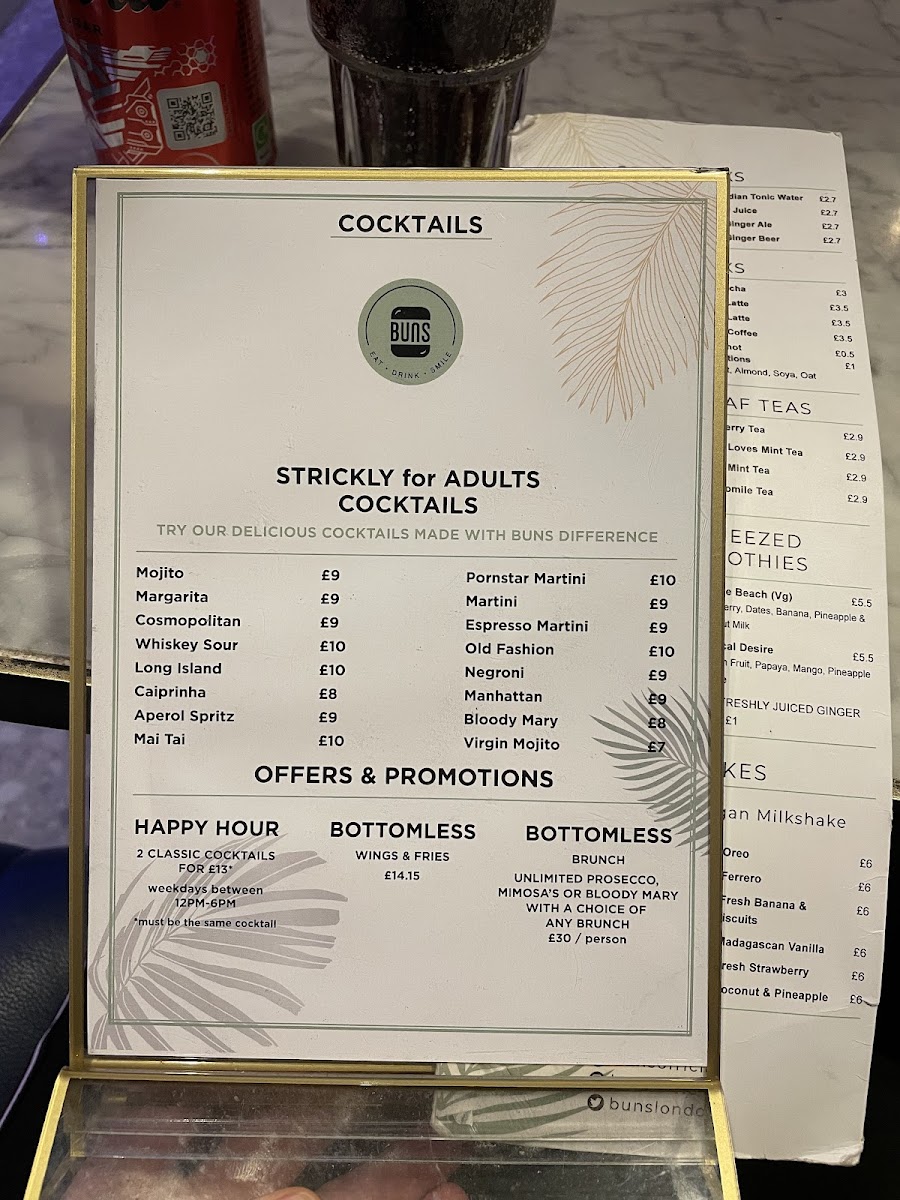 COCKTAILS
BUNS
EAT • DRINK • SMILE
STRICKLY for ADULTS
COCKTAILS
TRY OUR DELICIOUS COCKTAILS MADE WITH BUNS DIFFERENCE
Mojito £9
Margarita £9
Cosmopolitan £9
Whiskey Sour £10
Long Island £10
Caiprinha £8
Aperol Spritz £9
Mai Tai £10
Pornstar Martini £10
Martini £9
Espresso Martini £9
Old Fashion £10
Negroni £9
Manhattan £9
Bloody Mary £8
Virgin Mojito £7
OFFERS & PROMOTIONS
HAPPY HOUR
2 CLASSIC COCKTAILS
FOR £13*
weekdays between
12PM-6PM
*must be the same cocktail
BOTTOMLESS
WINGS & FRIES
£14.15
BOTTOMLESS
BRUNCH
UNLIMITED PROSECCO,
MIMOSA'S OR BLOODY MARY
WITH A CHOICE OF
ANY BRUNCH
£30 / person
Tonic Water £2.7
Juice £2.7
Ginger Ale £2.7
Ginger Beer £2.7
£3
Latte £3.5
Latte £3.5
Coffee £3.5
£0.5
£1
Almond, Soya, Oat
TEAS
Tea £2.9
Loves Mint Tea £2.9
Mint Tea £2.9
Tea £2.9
Beach (Vg) £5.5
Dates, Banana, Pineapple &
Milk
Desire £5.5
Fruit, Papaya, Mango, Pineapple
FRESHLY JUICED GINGER
£1
Milkshake
Oreo £6
Ferrero £6
Fresh Banana & £6
Madagascan Vanilla £6
Fresh Strawberry £6
Coconut & Pineapple £6
bunslond